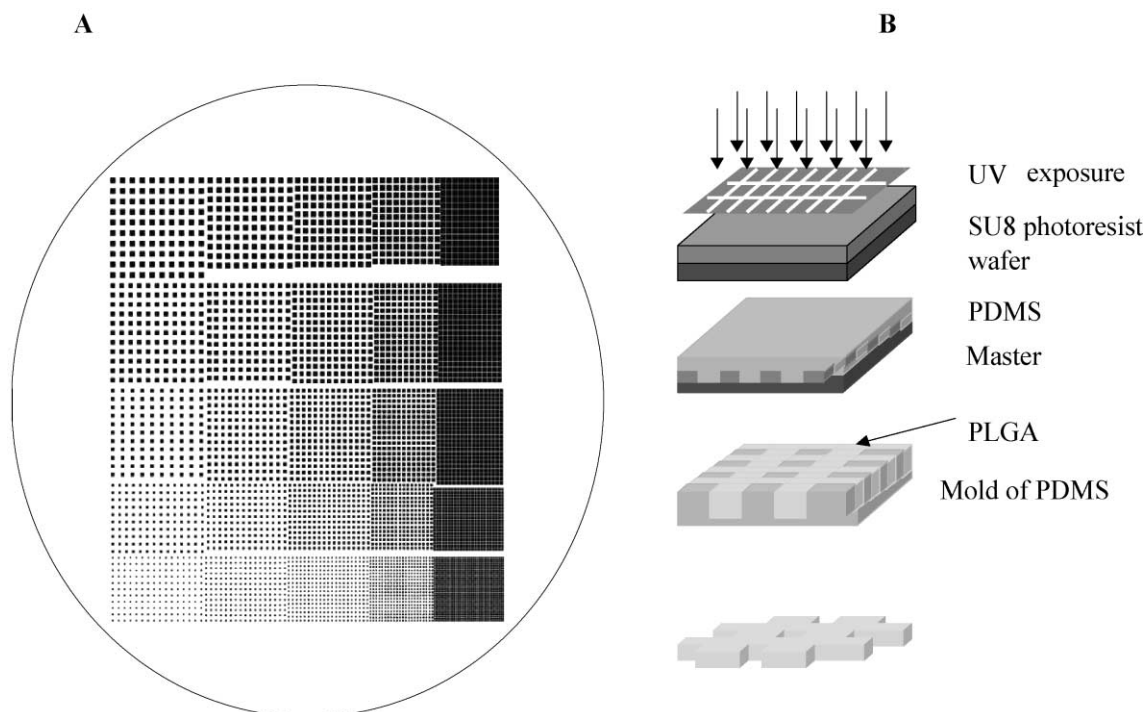 A
B
UV exposure
SU8 photoresist
wafer
PDMS
Master
PLGA
Mold of PDMS